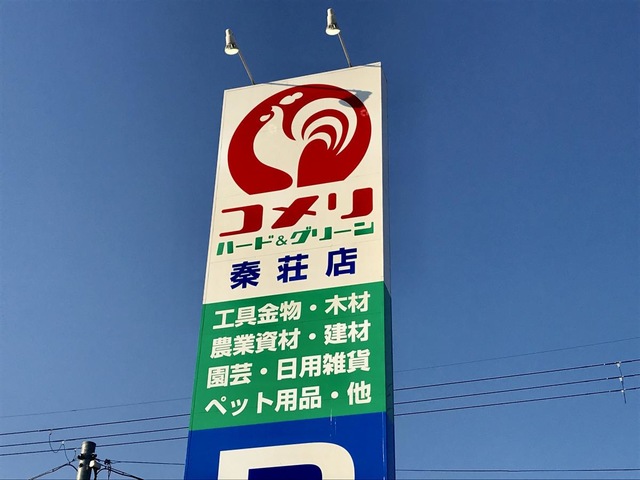 コメリ
ハード&グリーン
秦荘店
工具金物・木材
農業資材・建材
園芸・日用雑貨
ペット用品・他
P